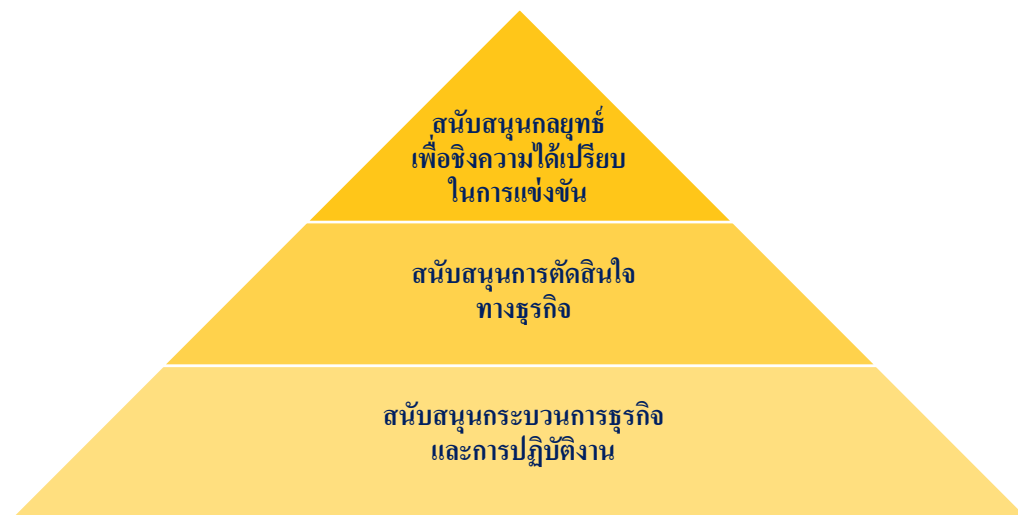 สนับสนุนกลยุทธ์
เพื่อชิงความได้เปรียบ
ในการแข่งขัน
สนับสนุนการตัดสินใจ
ทางธุรกิจ
สนับสนุนกระบวนการธุรกิจ
และการปฏิบัติงาน